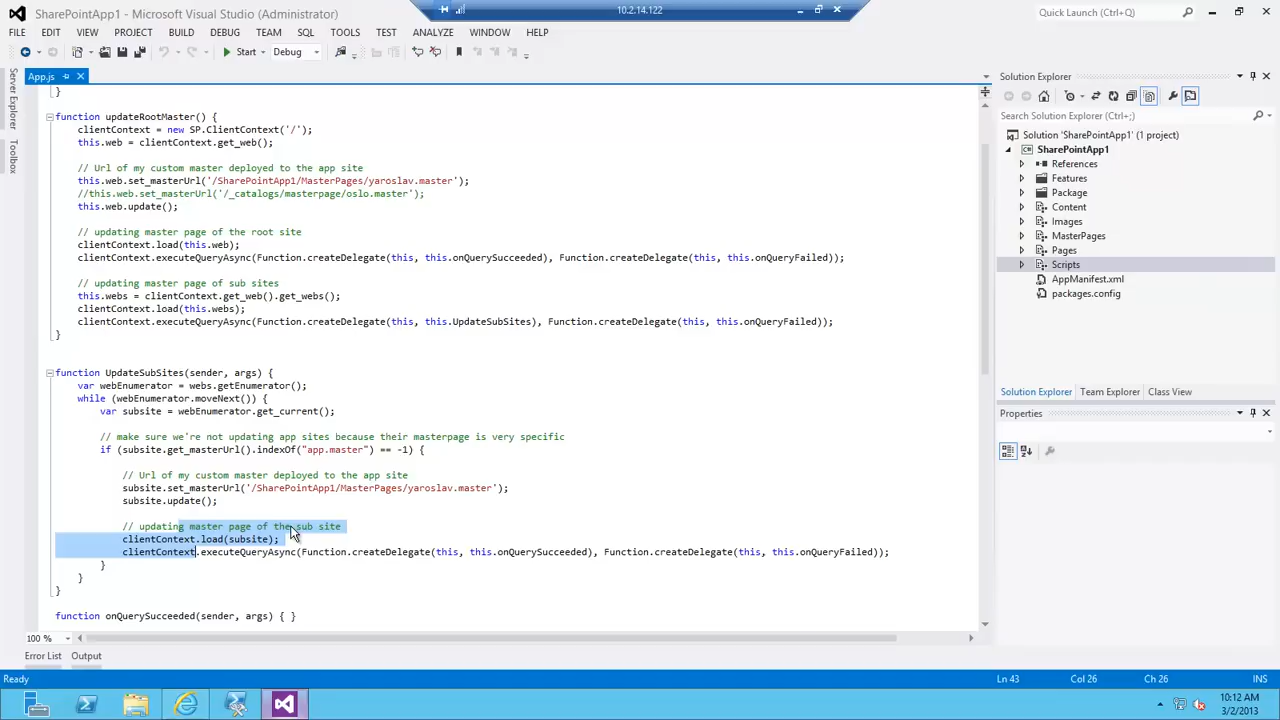 SharePointApp1 - Microsoft Visual Studio (Administrator)
10.2.14.122
Quick Launch (Ctrl+Q)
FILE EDIT VIEW PROJECT BUILD DEBUG TEAM SQL TOOLS TEST ANALYZE WINDOW HELP
Start Debug
Server Explorer
Toolbox
App.js
}
function updateRootMaster() {
clientContext = new SP.ClientContext('/');
this.web = clientContext.get_web();
// Url of my custom master deployed to the app site
this.web.set_masterUrl('/SharePointApp1/MasterPages/yaroslav.master');
//this.web.set_masterUrl('/_catalogs/masterpage/oslo.master');
this.web.update();
// updating master page of the root site
clientContext.load(this.web);
clientContext.executeQueryAsync(Function.createDelegate(this, this.onQuerySucceeded), Function.createDelegate(this, this.onQueryFailed));
// updating master page of sub sites
this.webs = clientContext.get_web().get_webs();
clientContext.load(this.webs);
clientContext.executeQueryAsync(Function.createDelegate(this, this.UpdateSubSites), Function.createDelegate(this, this.onQueryFailed));
}
function UpdateSubSites(sender, args) {
var webEnumerator = webs.getEnumerator();
while (webEnumerator.moveNext()) {
var subsite = webEnumerator.get_current();
// make sure we're not updating app sites because their masterpage is very specific
if (subsite.get_masterUrl().indexOf("app.master") == -1) {
// Url of my custom master deployed to the app site
subsite.set_masterUrl('/SharePointApp1/MasterPages/yaroslav.master');
subsite.update();
// updating master page of the sub site
clientContext.load(subsite);
clientContext.executeQueryAsync(Function.createDelegate(this, this.onQuerySucceeded), Function.createDelegate(this, this.onQueryFailed));
}
}
}
function onQuerySucceeded(sender, args) { }
100 %
Solution Explorer
Search Solution Explorer (Ctrl+;)
Solution 'SharePointApp1' (1 project)
SharePointApp1
References
Features
Package
Content
Images
MasterPages
Pages
Scripts
AppManifest.xml
packages.config
Solution Explorer Team Explorer Class View
Properties
Error List Output
Ready Ln 43 Col 26 Ch 26 INS
10:12 AM
3/2/2013